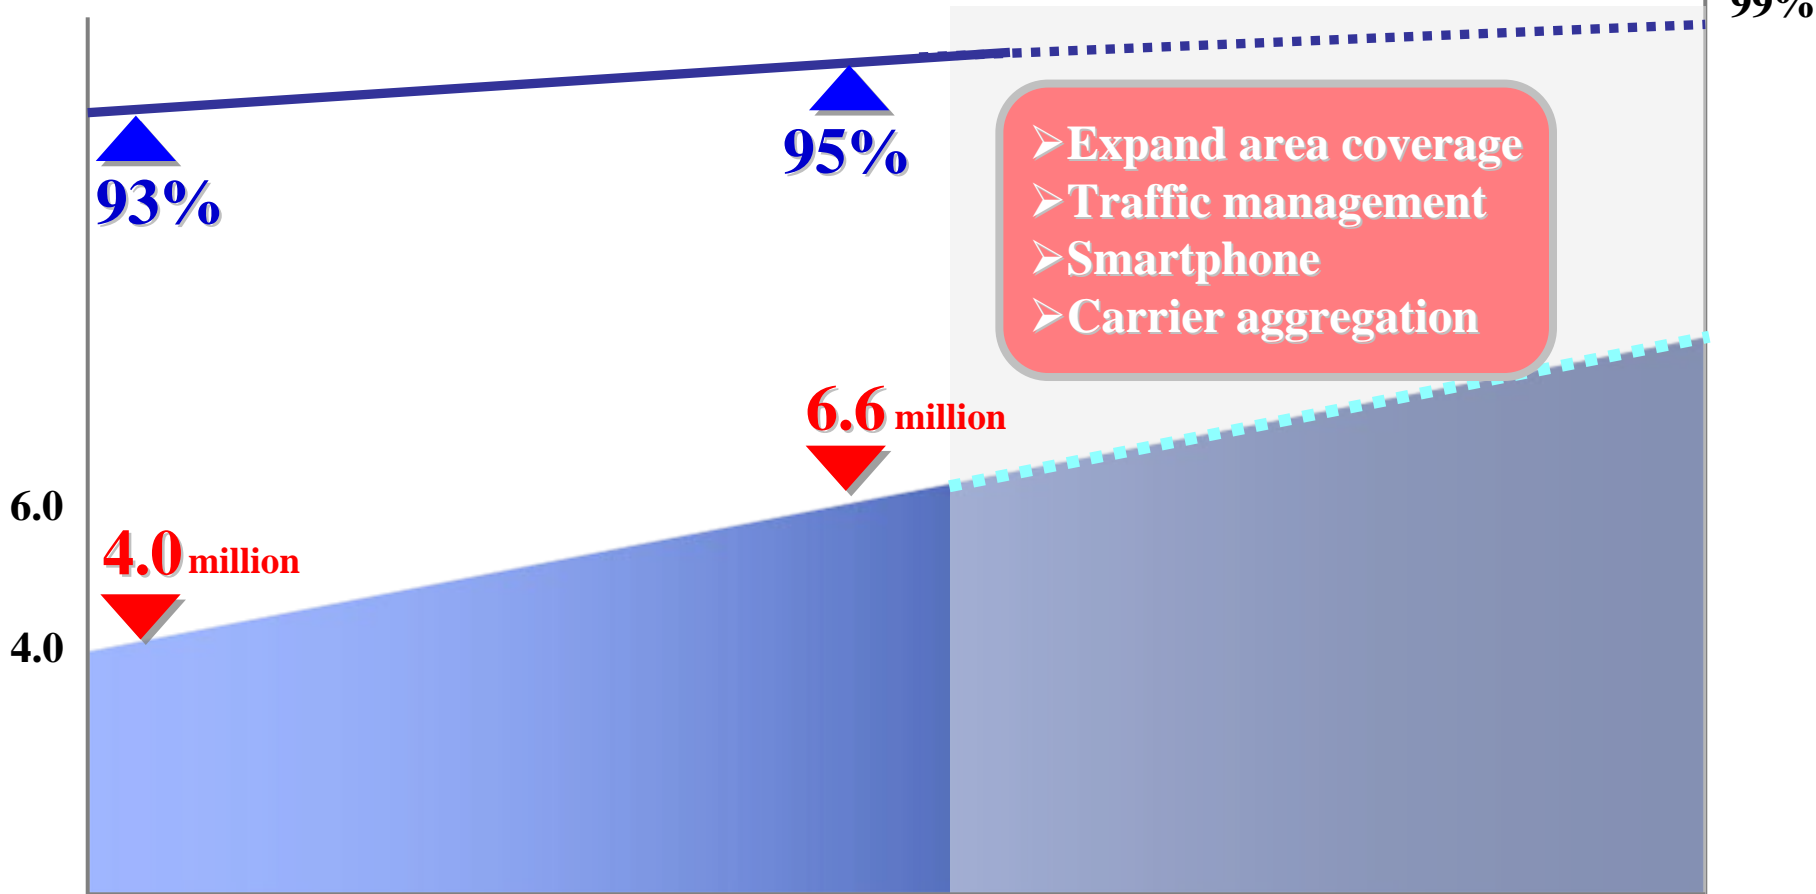 99%
93%
95%
➢Expand area coverage
➢Traffic management
➢Smartphone
➢Carrier aggregation
6.6 million
6.0
4.0 million
4.0